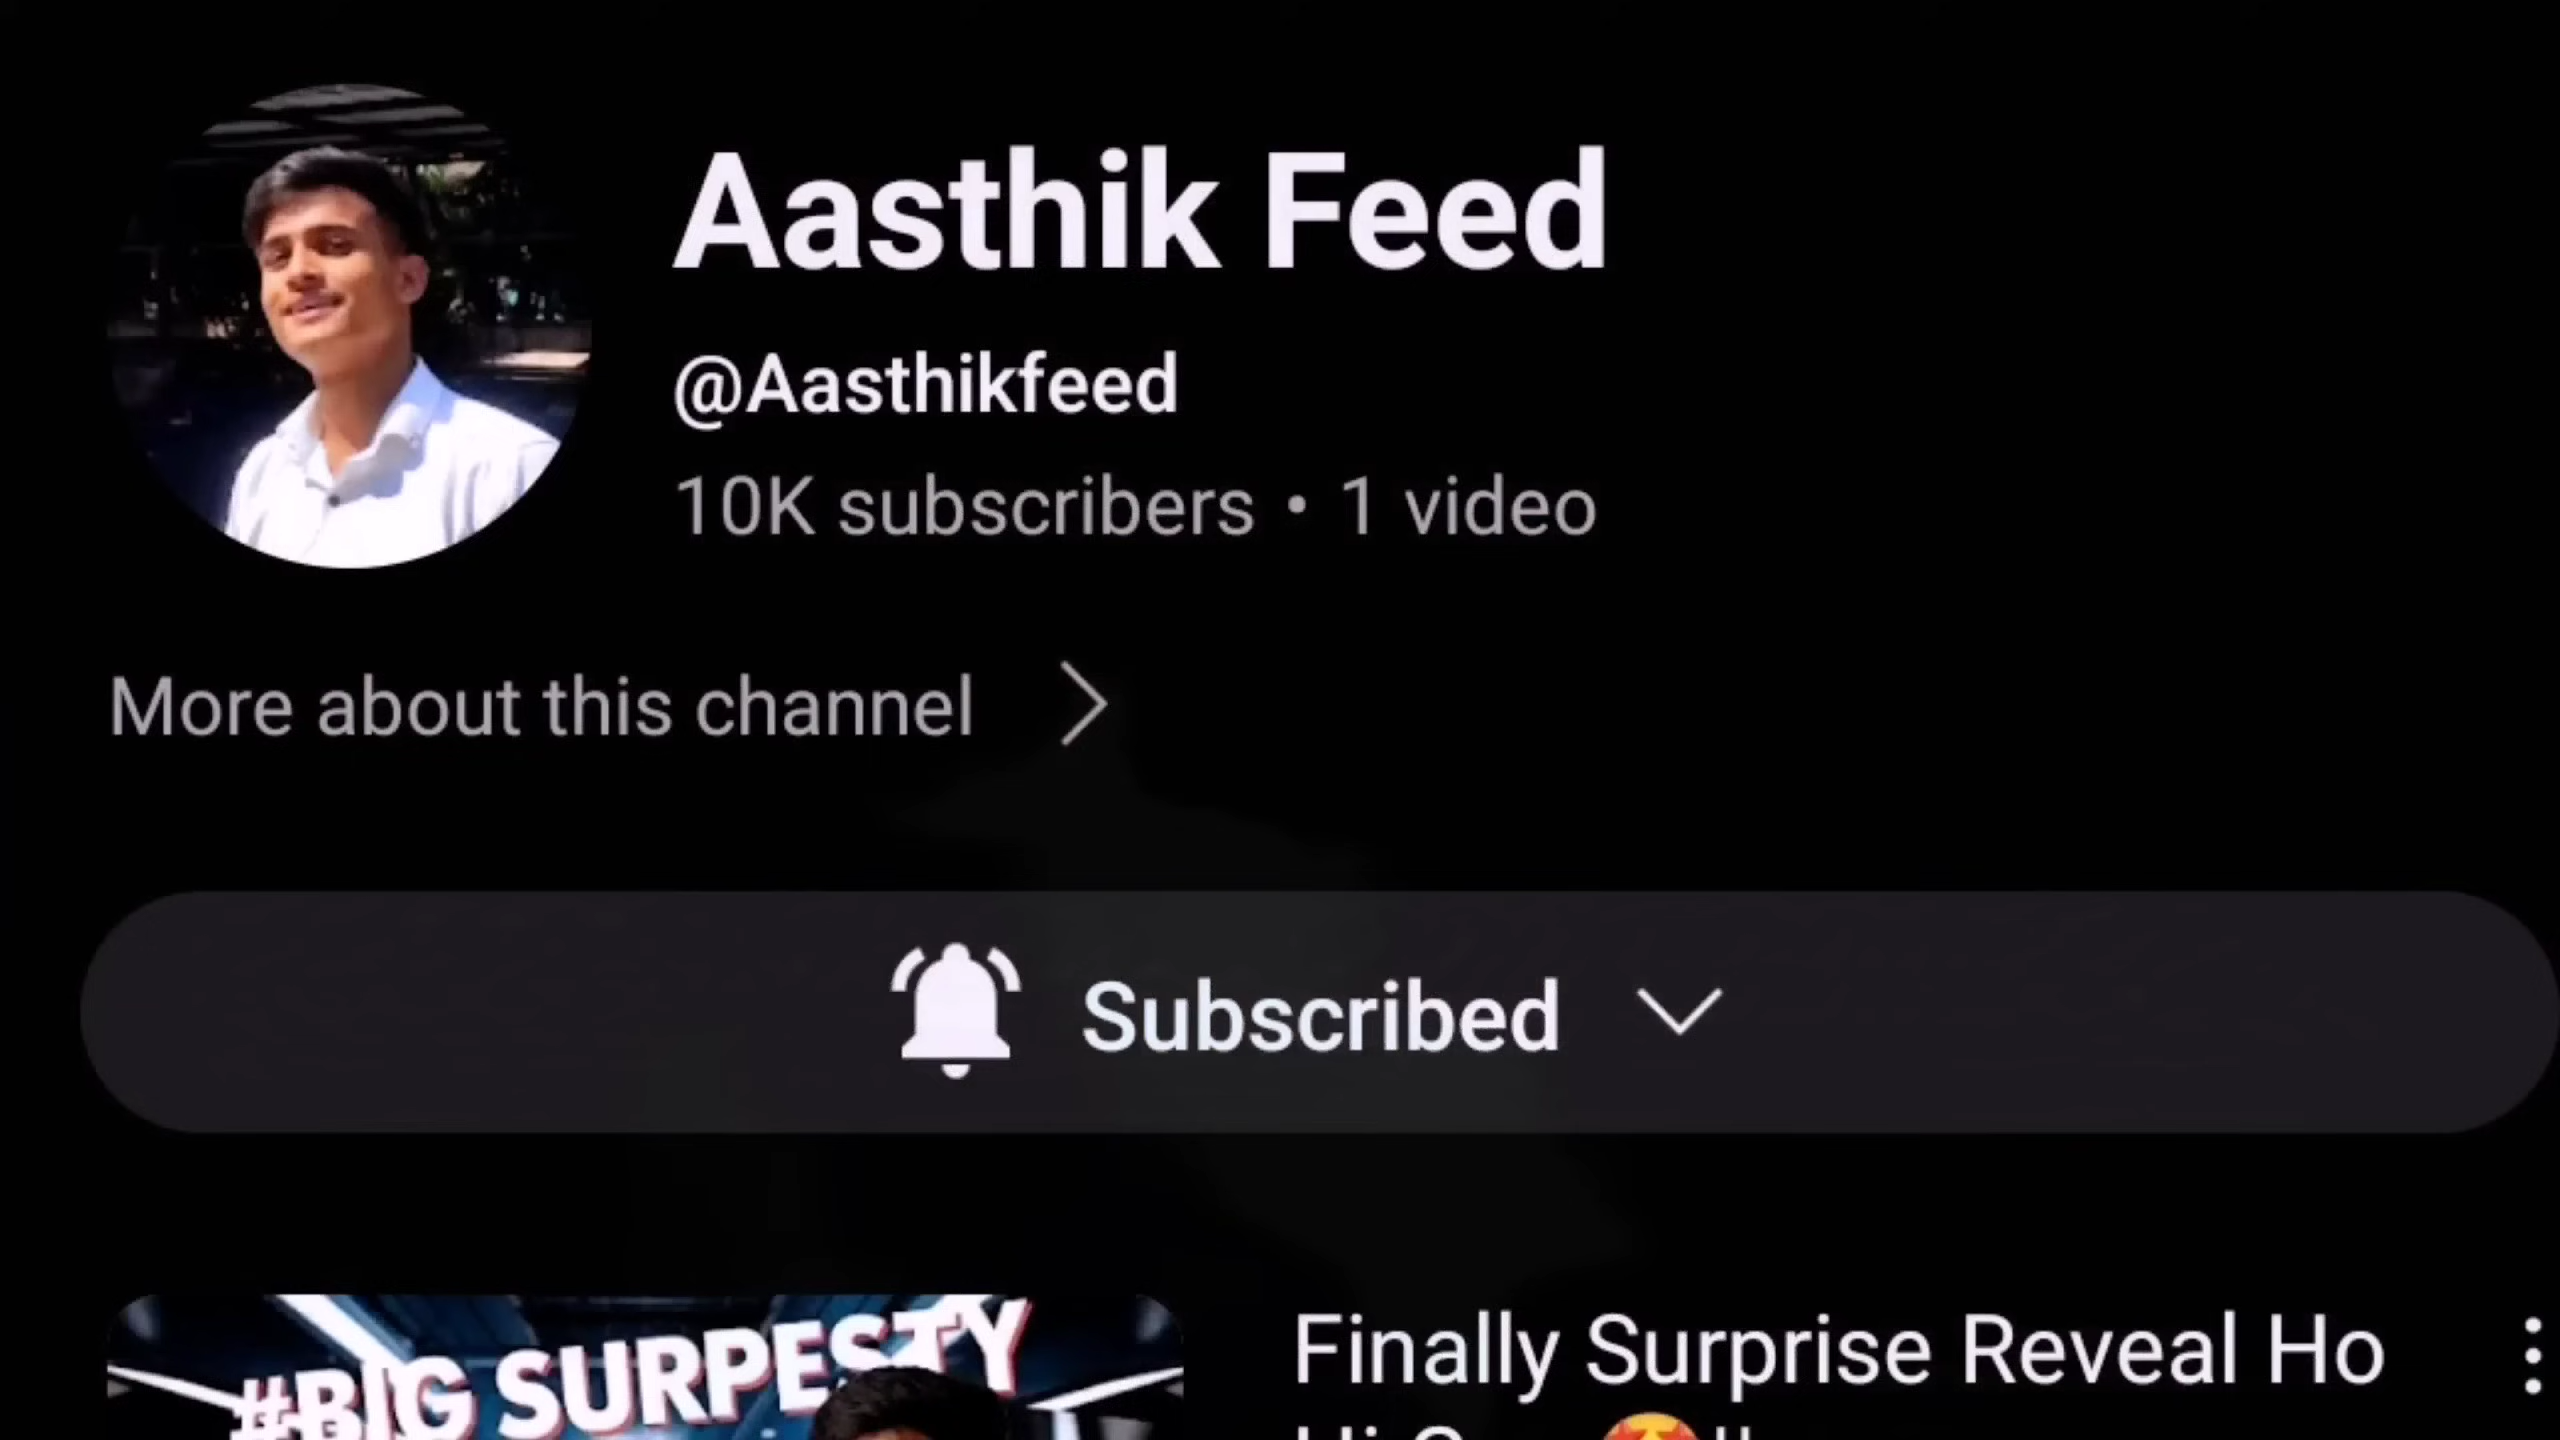 Aasthik Feed
@Aasthikfeed
10K subscribers • 1 video
More about this channel
Subscribed
#BIG SURPESTY
Finally Surprise Reveal Ho